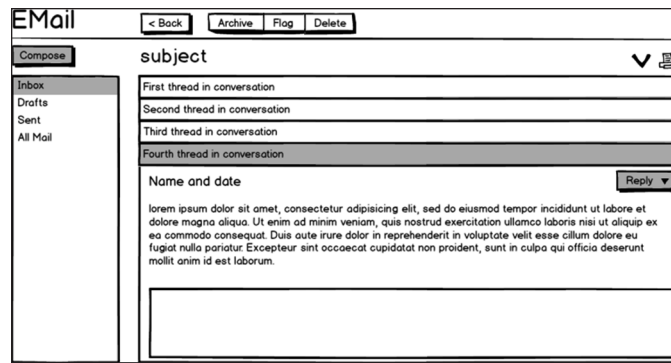 EMail
< Back
Archive Flag Delete
Compose
subject
Inbox
Drafts
Sent
All Mail
First thread in conversation
Second thread in conversation
Third thread in conversation
Fourth thread in conversation
Name and date
Reply
lorem ipsum dolor sit amet, consectetur adipisicing elit, sed do eiusmod tempor incididunt ut labore et
dolore magna aliqua. Ut enim ad minim veniam, quis nostrud exercitation ullamco laboris nisi ut aliquip ex
ea commodo consequat. Duis aute irure dolor in reprehenderit in voluptate velit esse cillum dolore eu
fugiat nulla pariatur. Excepteur sint occaecat cupidatat non proident, sunt in culpa qui officia deserunt
mollit anim id est laborum.